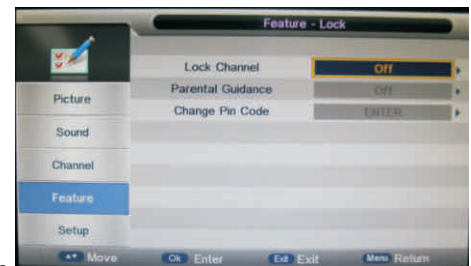 Feature - Lock
Lock Channel Off
Parental Guidance Off
Change Pin Code ENTER
Picture
Sound
Channel
Feature
Setup
Move Ok Enter Exit Exit Menu Return